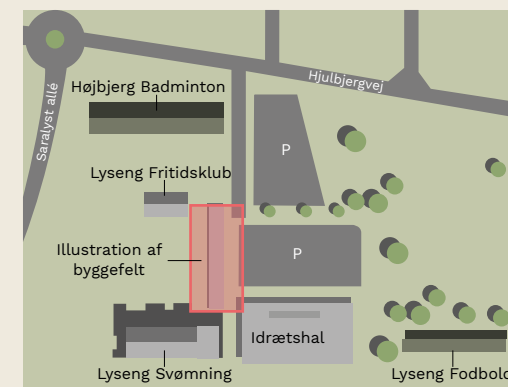 Hjulbjergvej
Højbjerg Badminton
Saralyst allé
P
Lyseng Fritidsklub
Illustration af
byggefelt
P
Idrætshal
Lyseng Svømning
Lyseng Fodbold